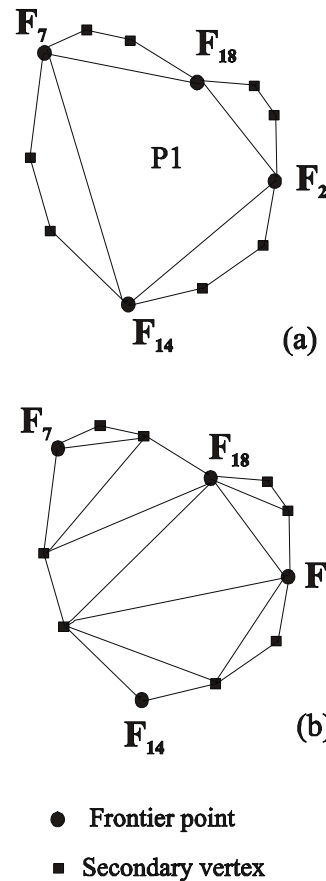 F7
F18
P1
F2
F14
(a)
F7
F18
F
F14
(b)
Frontier point
Secondary vertex